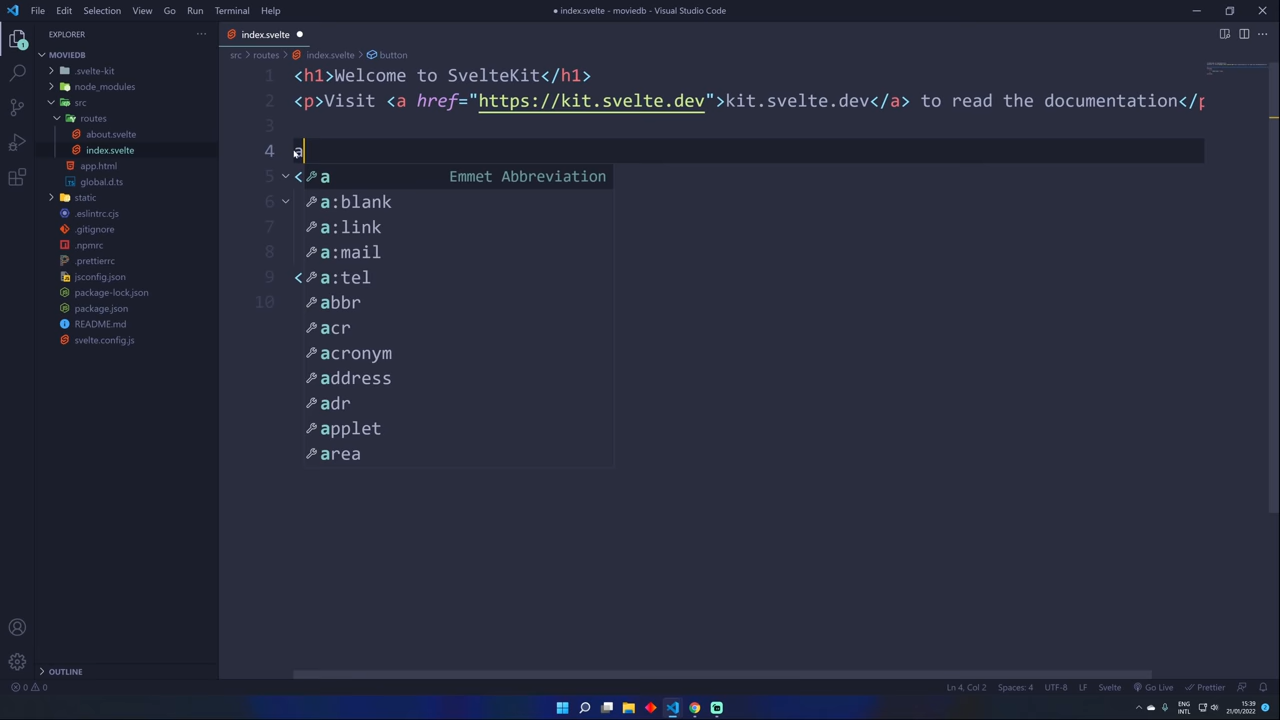 File Edit Selection View Go Run Terminal Help
● index.svelte - moviedb - Visual Studio Code
EXPLORER
MOVIEDB
.svelte-kit
node_modules
src
routes
about.svelte
index.svelte
app.html
global.d.ts
static
.eslintrc.cjs
.gitignore
.npmrc
.prettierrc
jsconfig.json
package-lock.json
package.json
README.md
svelte.config.js
OUTLINE
index.svelte ●
src > routes > index.svelte > button
1 <h1>Welcome to SvelteKit</h1>
2 <p>Visit <a href="https://kit.svelte.dev">kit.svelte.dev</a> to read the documentation</p
3
4 a
5 <
6
7
8
9 <
10
a Emmet Abbreviation
a:blank
a:link
a:mail
a:tel
abbr
acr
acronym
address
adr
applet
area
0 0 Ln 4, Col 2 Spaces: 4 UTF-8 LF Svelte Go Live Prettier
ENG
INTL
15:39
21/01/2022